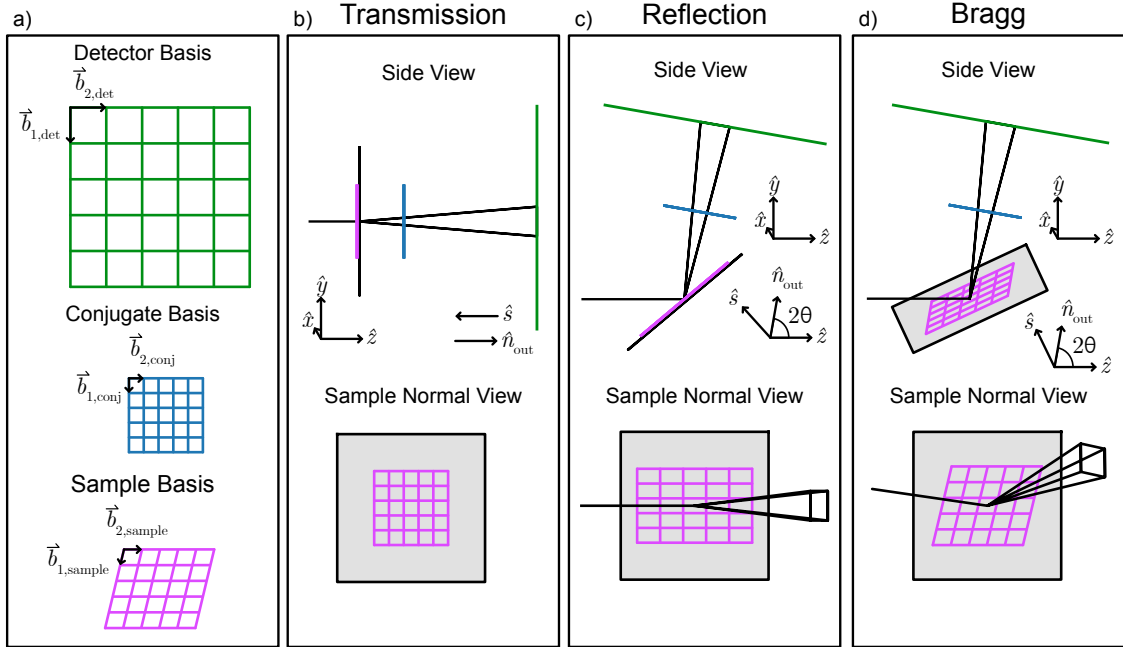 a)
Detector Basis
b⃗2,det
b⃗1,det
Conjugate Basis
b⃗2,conj
b⃗1,conj
Sample Basis
b⃗2,sample
b⃗1,sample
b) Transmission
Side View
ŷ
x̂
ẑ
ŝ
n̂out
Sample Normal View
c) Reflection
Side View
ŷ
x̂
ẑ
n̂out
ŝ
2θ
ẑ
Sample Normal View
d) Bragg
Side View
ŷ
x̂
ẑ
n̂out
ŝ
2θ
ẑ
Sample Normal View